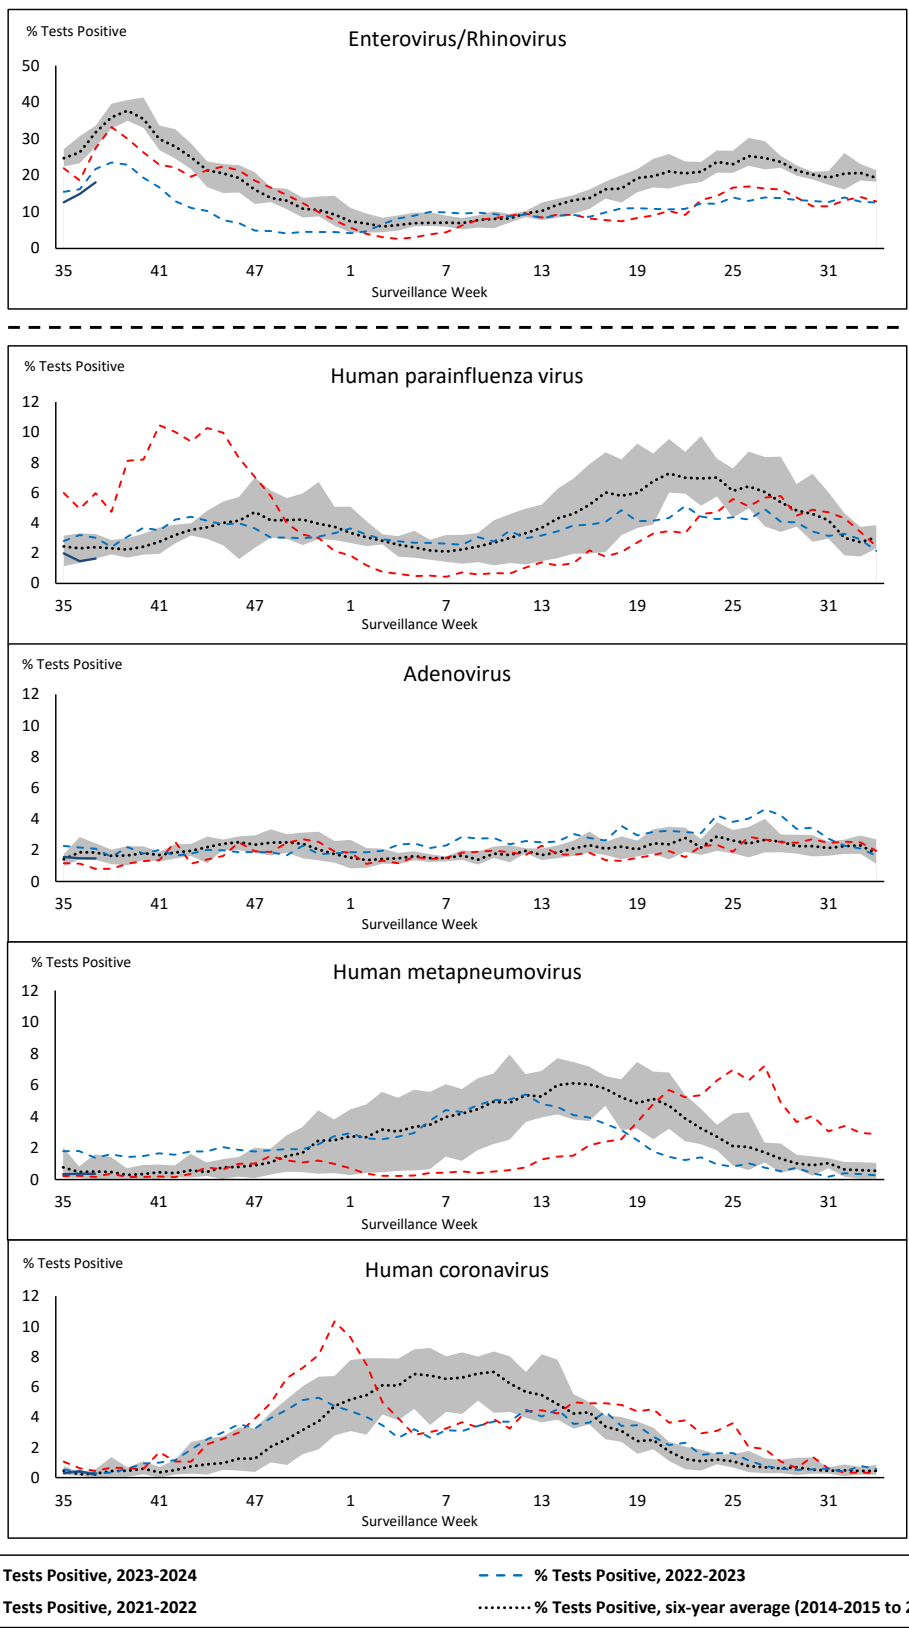 % Tests Positive
Enterovirus/Rhinovirus
50
40
30
20
10
0
35 41 47 1 7 13 19 25 31
Surveillance Week
% Tests Positive
Human parainfluenza virus
12
10
8
6
4
2
0
35 41 47 1 7 13 19 25 31
Surveillance Week
% Tests Positive
Adenovirus
12
10
8
6
4
2
0
35 41 47 1 7 13 19 25 31
Surveillance Week
% Tests Positive
Human metapneumovirus
12
10
8
6
4
2
0
35 41 47 1 7 13 19 25 31
Surveillance Week
% Tests Positive
Human coronavirus
12
10
8
6
4
2
0
35 41 47 1 7 13 19 25 31
Surveillance Week
Tests Positive, 2023-2024 % Tests Positive, 2022-2023
Tests Positive, 2021-2022 % Tests Positive, six-year average (2014-2015 to 2